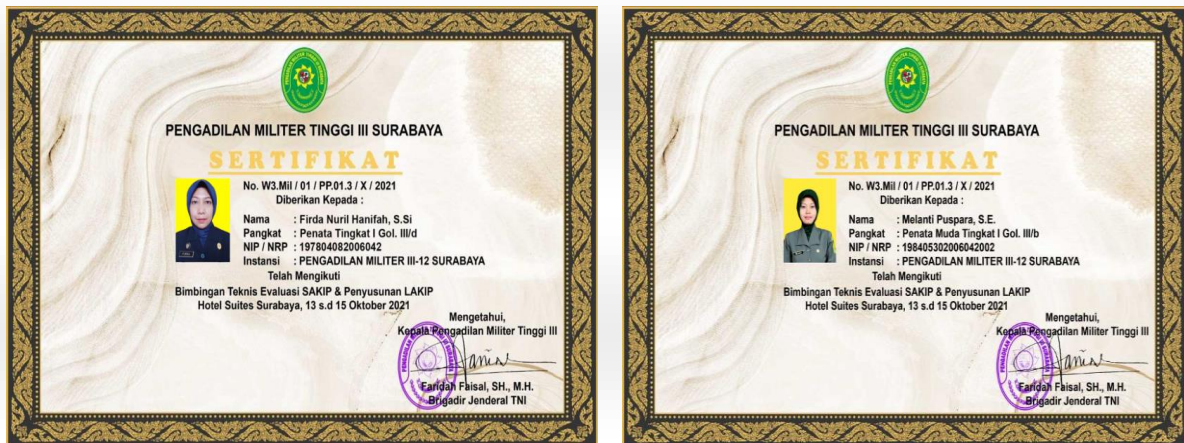 PENGADILAN MILITER TINGGI III SURABAYA
SERTIFIKAT
No. W3.Mil / 01 / PP.01.3 / X / 2021
Diberikan Kepada :
Nama : Firda Nuril Hanifah, S.Si
Pangkat : Penata Tingkat I Gol. III/d
NIP / NRP : 197804082006042
Instansi : PENGADILAN MILITER III-12 SURABAYA
Telah Mengikuti
Bimbingan Teknis Evaluasi SAKIP & Penyusunan LAKIP
Hotel Suites Surabaya, 13 s.d 15 Oktober 2021
Mengetahui,
Kepala Pengadilan Militer Tinggi III
Faridah Faisal, SH., M.H.
Brigadir Jenderal TNI
PENGADILAN MILITER TINGGI III SURABAYA
SERTIFIKAT
No. W3.Mil / 01 / PP.01.3 / X / 2021
Diberikan Kepada :
Nama : Melanti Puspara, S.E.
Pangkat : Penata Muda Tingkat I Gol. III/b
NIP / NRP : 198405302006042002
Instansi : PENGADILAN MILITER III-12 SURABAYA
Telah Mengikuti
Bimbingan Teknis Evaluasi SAKIP & Penyusunan LAKIP
Hotel Suites Surabaya, 13 s.d 15 Oktober 2021
Mengetahui,
Kepala Pengadilan Militer Tinggi III
Faridah Faisal, SH., M.H.
Brigadir Jenderal TNI